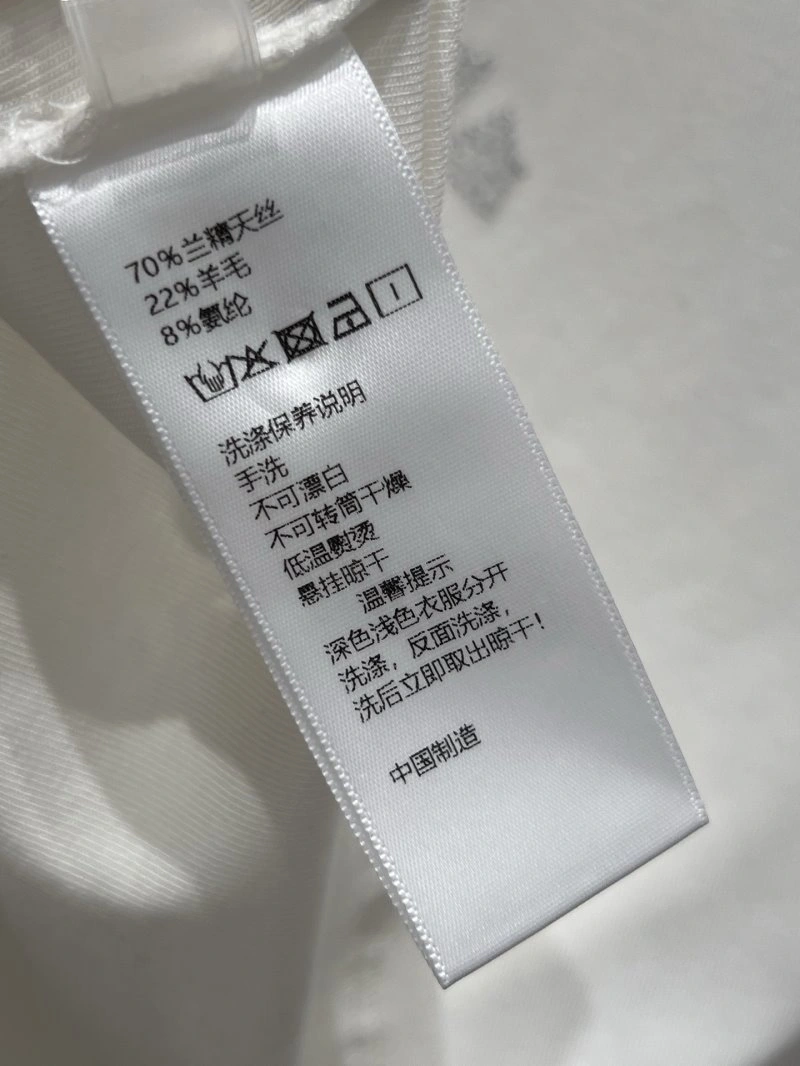 70%兰精天丝
22%羊毛
8%氨纶
洗涤保养说明
手洗
不可漂白
不可转筒干燥
低温熨烫
悬挂晾干
温馨提示
深色浅色衣服分开
洗涤，反面洗涤，
洗后立即取出晾干！
中国制造